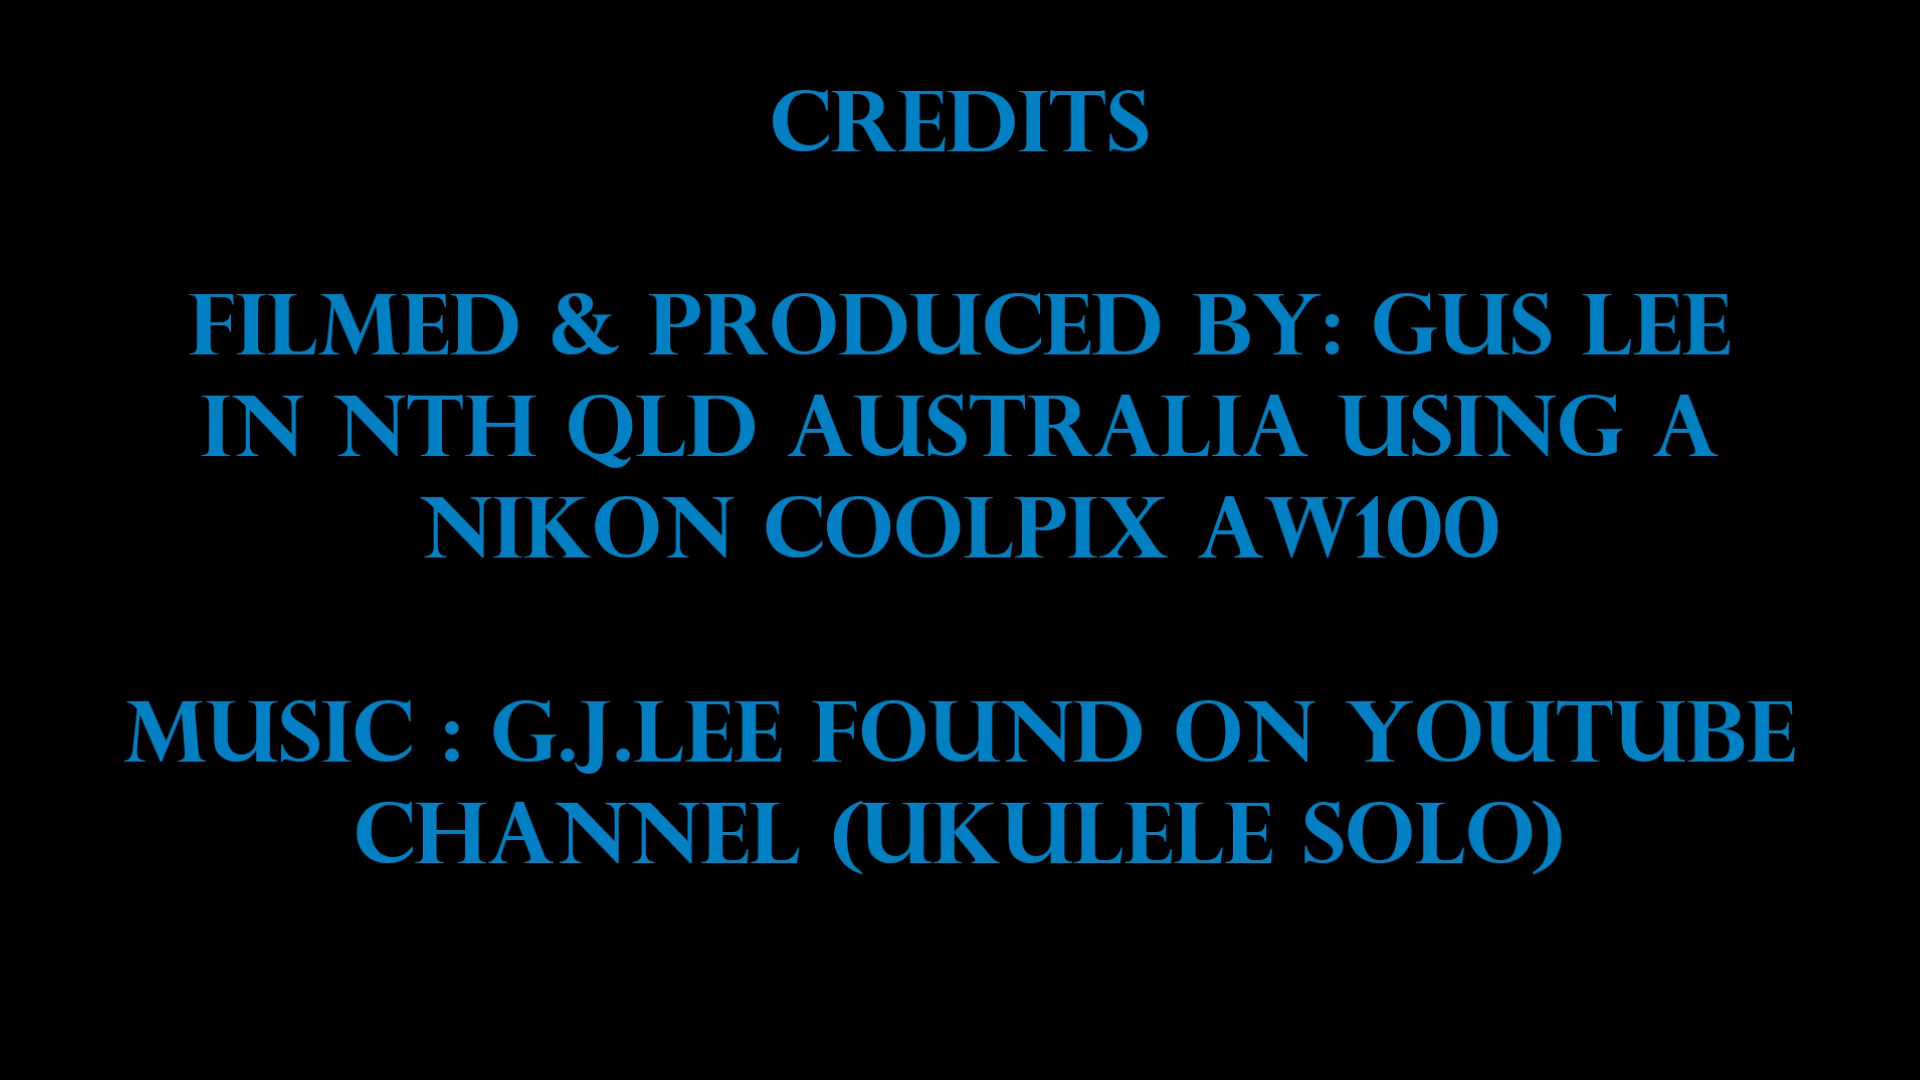 CREDITS
FILMED & PRODUCED BY: GUS LEE
IN NTH QLD AUSTRALIA USING A
NIKON COOLPIX AW100
MUSIC : G.J.LEE FOUND ON YOUTUBE
CHANNEL (UKULELE SOLO)